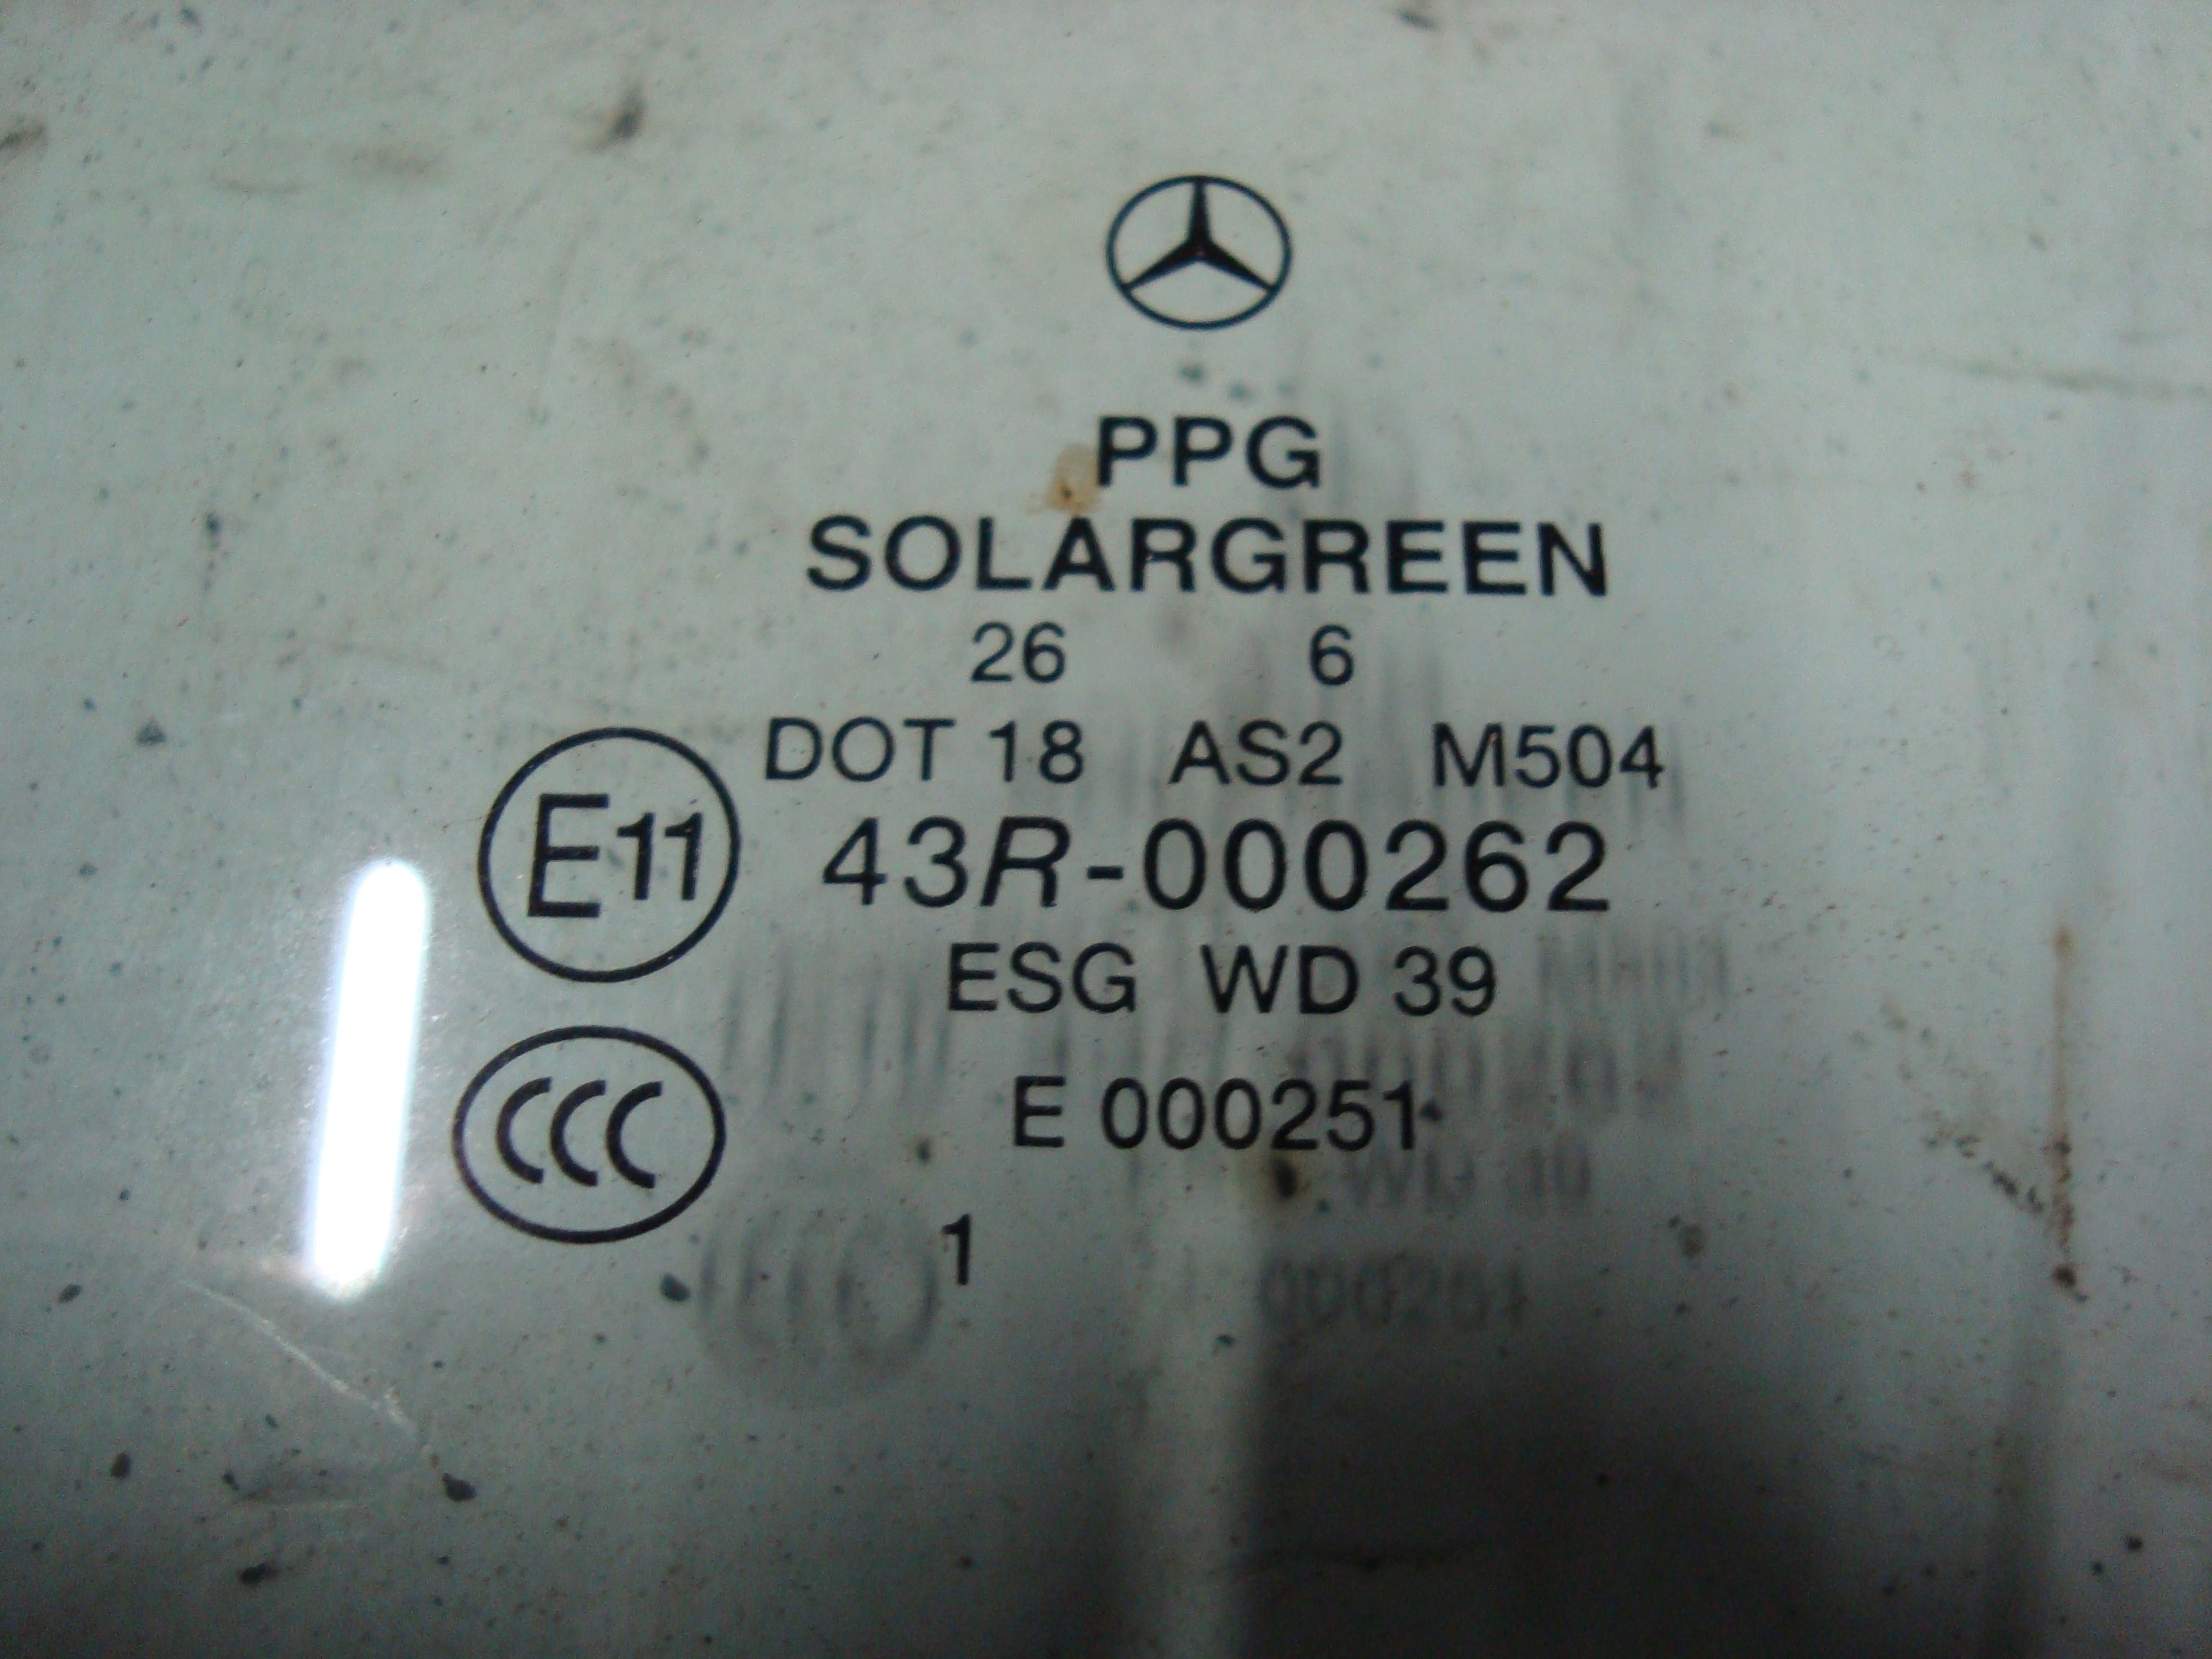 PPG
SOLARGREEN
26 6
DOT 18 AS2 M504
E11 43R-000262
ESG WD 39
CCC E 000251
1